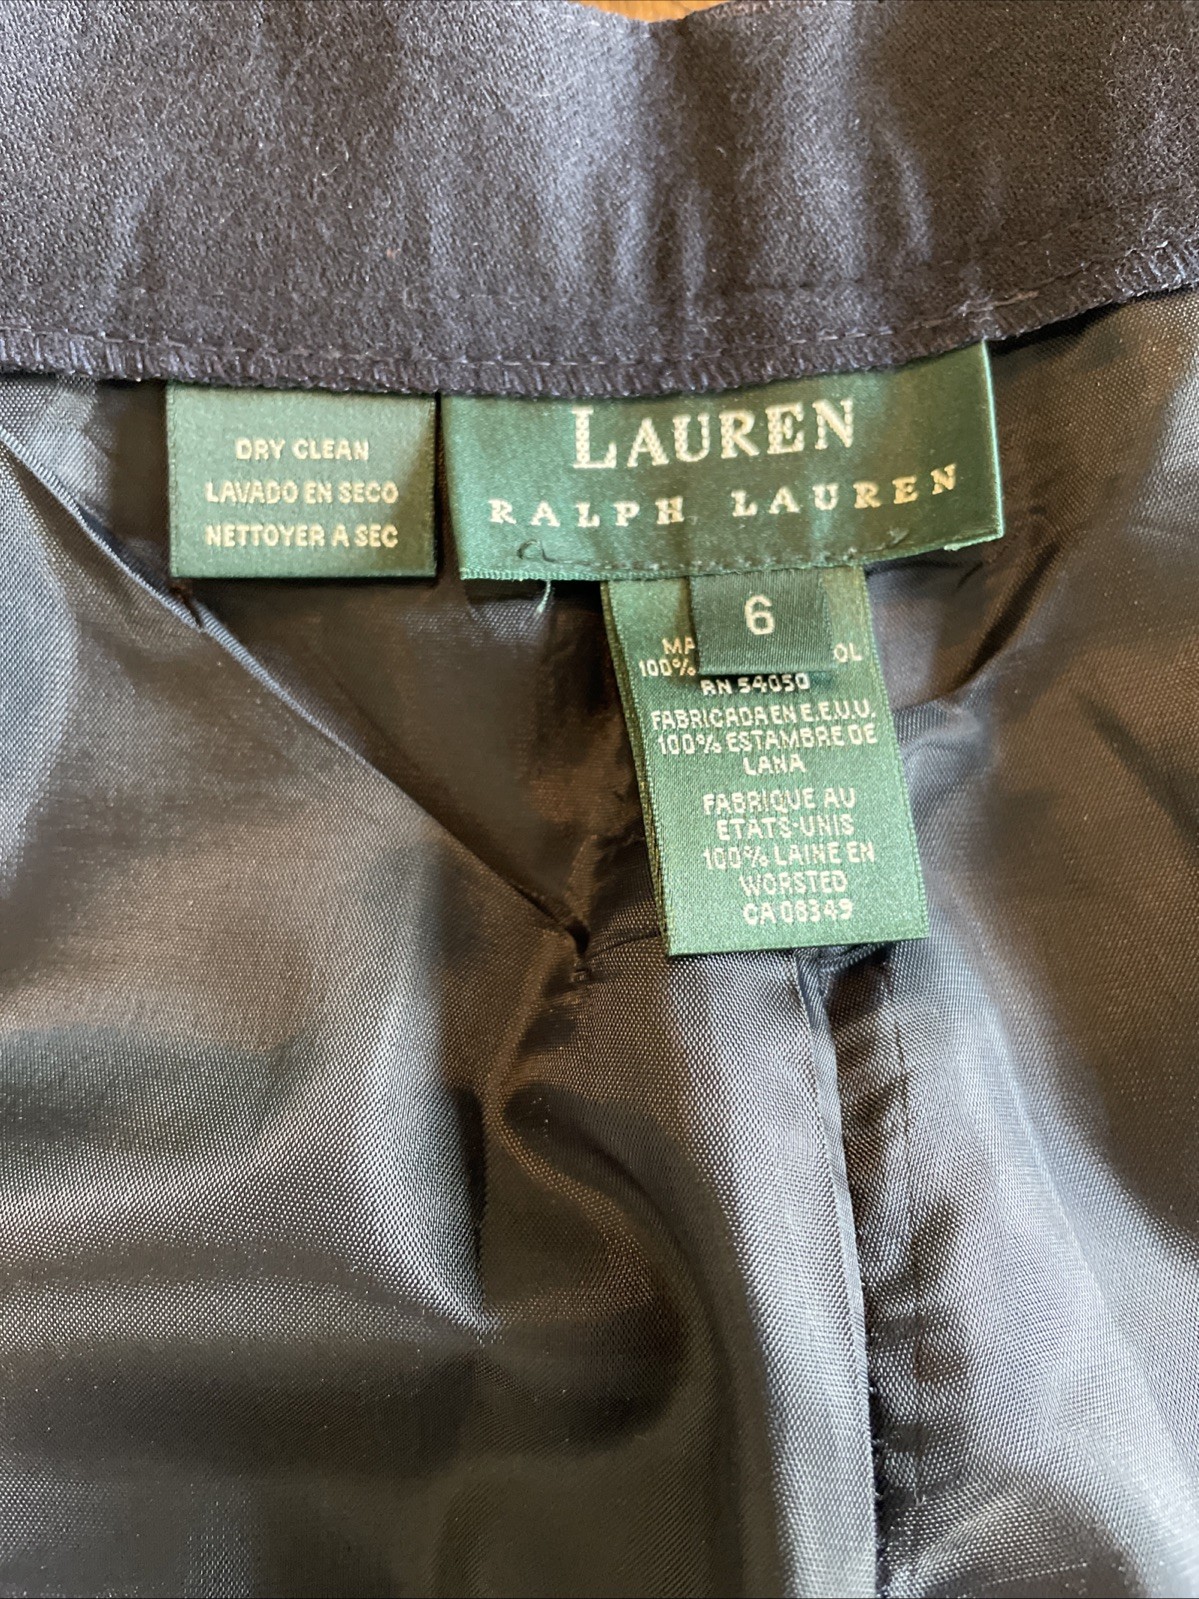 DRY CLEAN
LAVADO EN SECO
NETTOYER A SEC
LAUREN
RALPH LAUREN
6
100%
RN 54050
FABRICADA EN E.E.U.U.
100% ESTAMBRE DE
LANA
FABRIQUE AU
ETATS-UNIS
100% LAINE EN
WORSTED
CA 08349